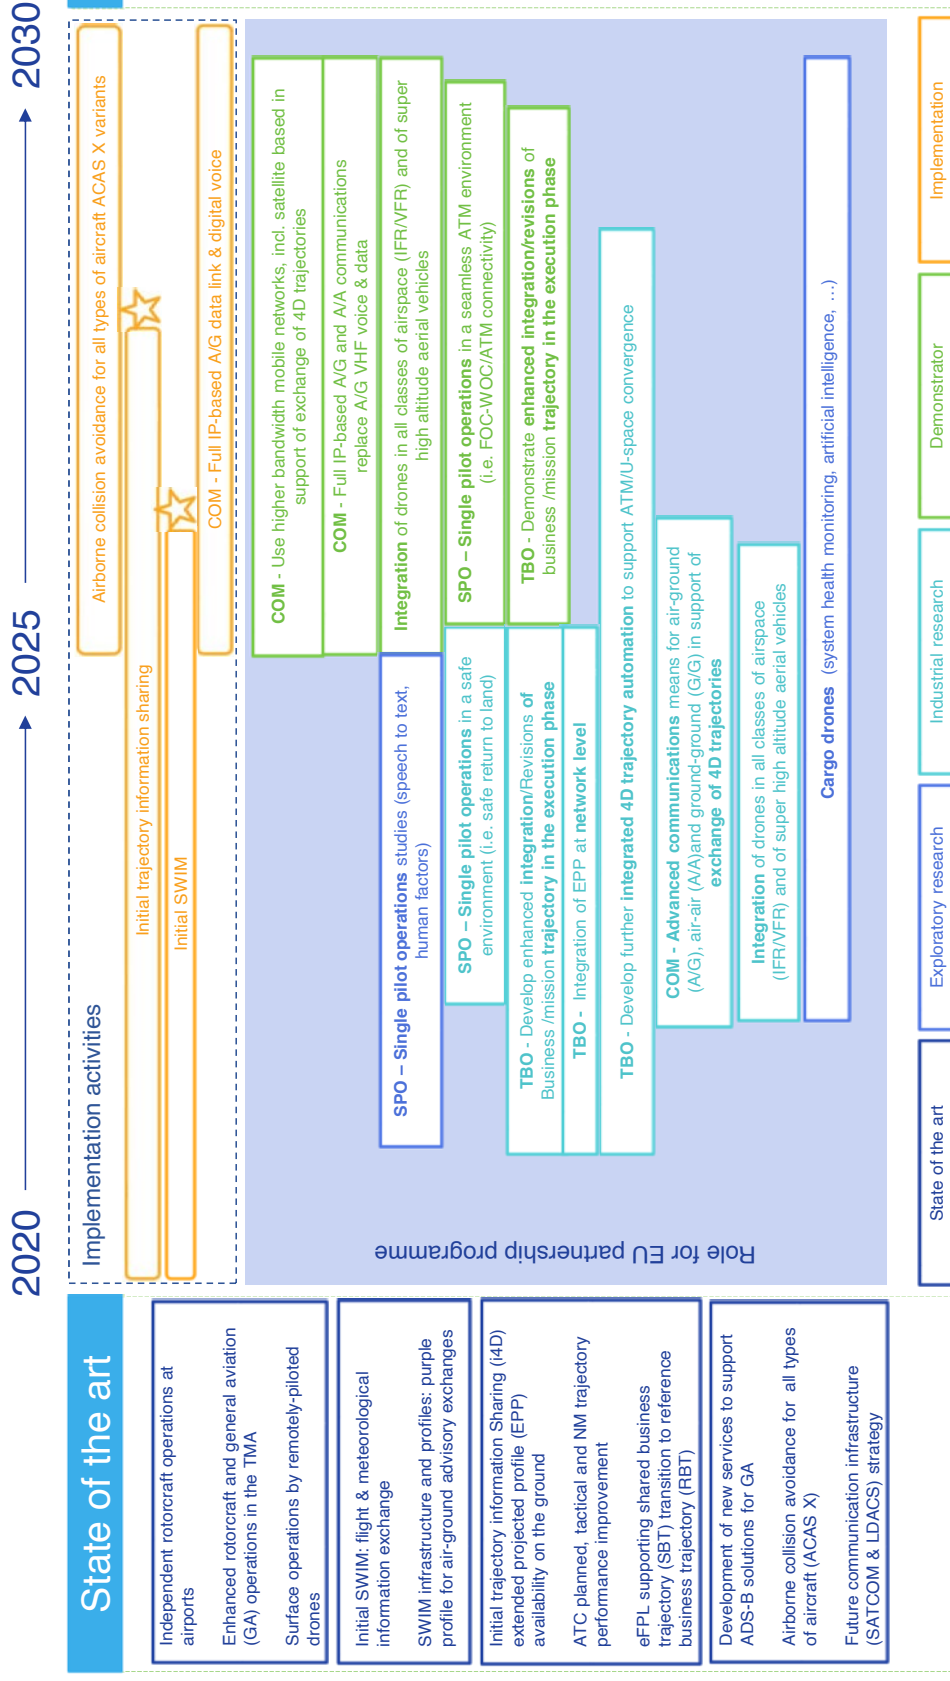 2020
2025
2030
State of the art
Independent rotorcraft operations at
airports
Enhanced rotorcraft and general aviation
(GA) operations in the TMA
Surface operations by remotely-piloted
drones
Initial SWIM: flight & meteorological
information exchange
SWIM infrastructure and profiles: purple
profile for air-ground advisory exchanges
Initial trajectory information Sharing (i4D)
extended projected profile (EPP)
availability on the ground
ATC planned, tactical and NM trajectory
performance improvement
eFPL supporting shared business
trajectory (SBT) transition to reference
business trajectory (RBT)
Development of new services to support
ADS-B solutions for GA
Airborne collision avoidance for all types
of aircraft (ACAS X)
Future communication infrastructure
(SATCOM & LDACS) strategy
Implementation activities
Airborne collision avoidance for all types of aircraft ACAS X variants
Initial trajectory information sharing
Initial SWIM
COM - Full IP-based A/G data link & digital voice
Role for EU partnership programme
COM - Use higher bandwidth mobile networks, incl. satellite based in
support of exchange of 4D trajectories
COM - Full IP-based A/G and A/A communications
replace A/G VHF voice & data
SPO – Single pilot operations studies (speech to text,
human factors)
Integration of drones in all classes of airspace (IFR/VFR) and of super
high altitude aerial vehicles
SPO – Single pilot operations in a safe
environment (i.e. safe return to land)
SPO – Single pilot operations in a seamless ATM environment
(i.e. FOC-WOC/ATM connectivity)
TBO - Develop enhanced integration/Revisions of
Business /mission trajectory in the execution phase
TBO - Demonstrate enhanced integration/revisions of
business /mission trajectory in the execution phase
TBO - Integration of EPP at network level
TBO - Develop further integrated 4D trajectory automation to support ATM/U-space convergence
COM - Advanced communications means for air-ground
(A/G), air-air (A/A)and ground-ground (G/G) in support of
exchange of 4D trajectories
Integration of drones in all classes of airspace
(IFR/VFR) and of super high altitude aerial vehicles
Cargo drones (system health monitoring, artificial intelligence, …)
State of the art
Exploratory research
Industrial research
Demonstrator
Implementation